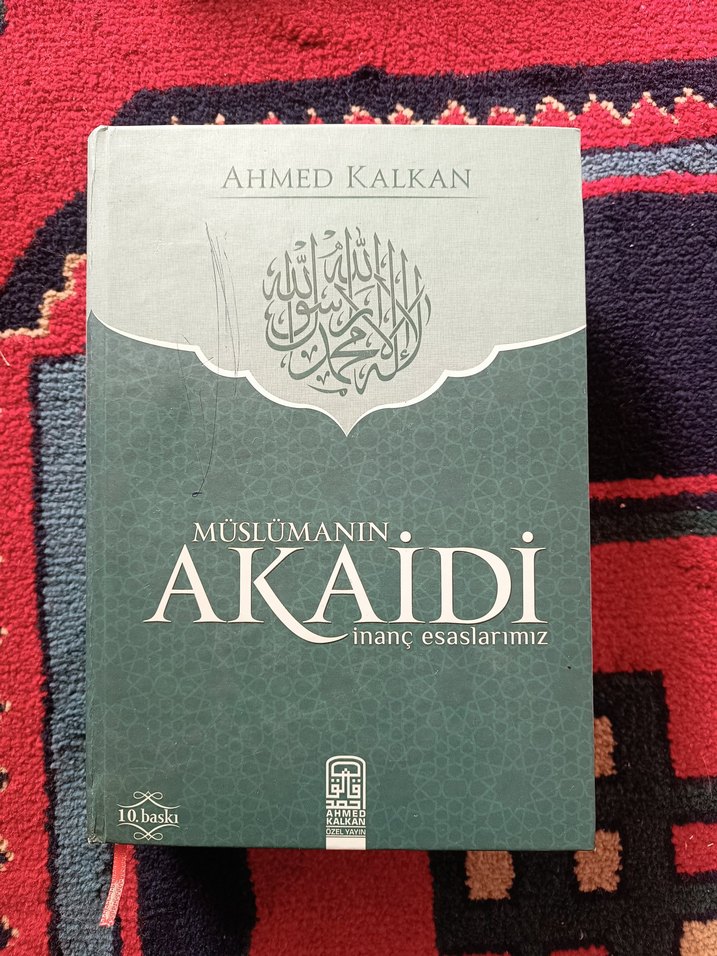 AHMED KALKAN
لا إله إلا الله محمد رسول الله
MÜSLÜMANIN
AKAİDİ
inanç esaslarımız
10. baskı
AHMED
KALKAN
ÖZEL YAYIN